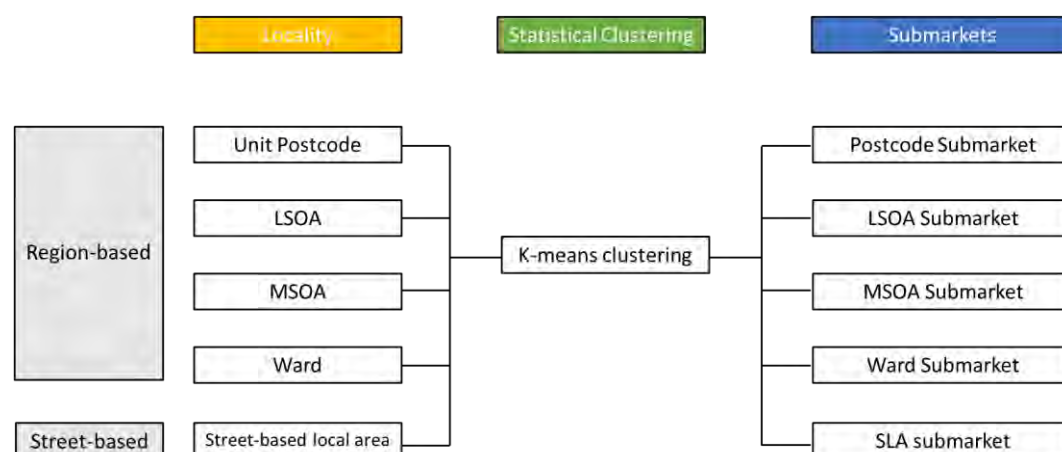 Locality
Statistical Clustering
Submarkets
Unit Postcode
Postcode Submarket
LSOA
LSOA Submarket
Region-based
K-means clustering
MSOA
MSOA Submarket
Ward
Ward Submarket
Street-based
Street-based local area
SLA submarket